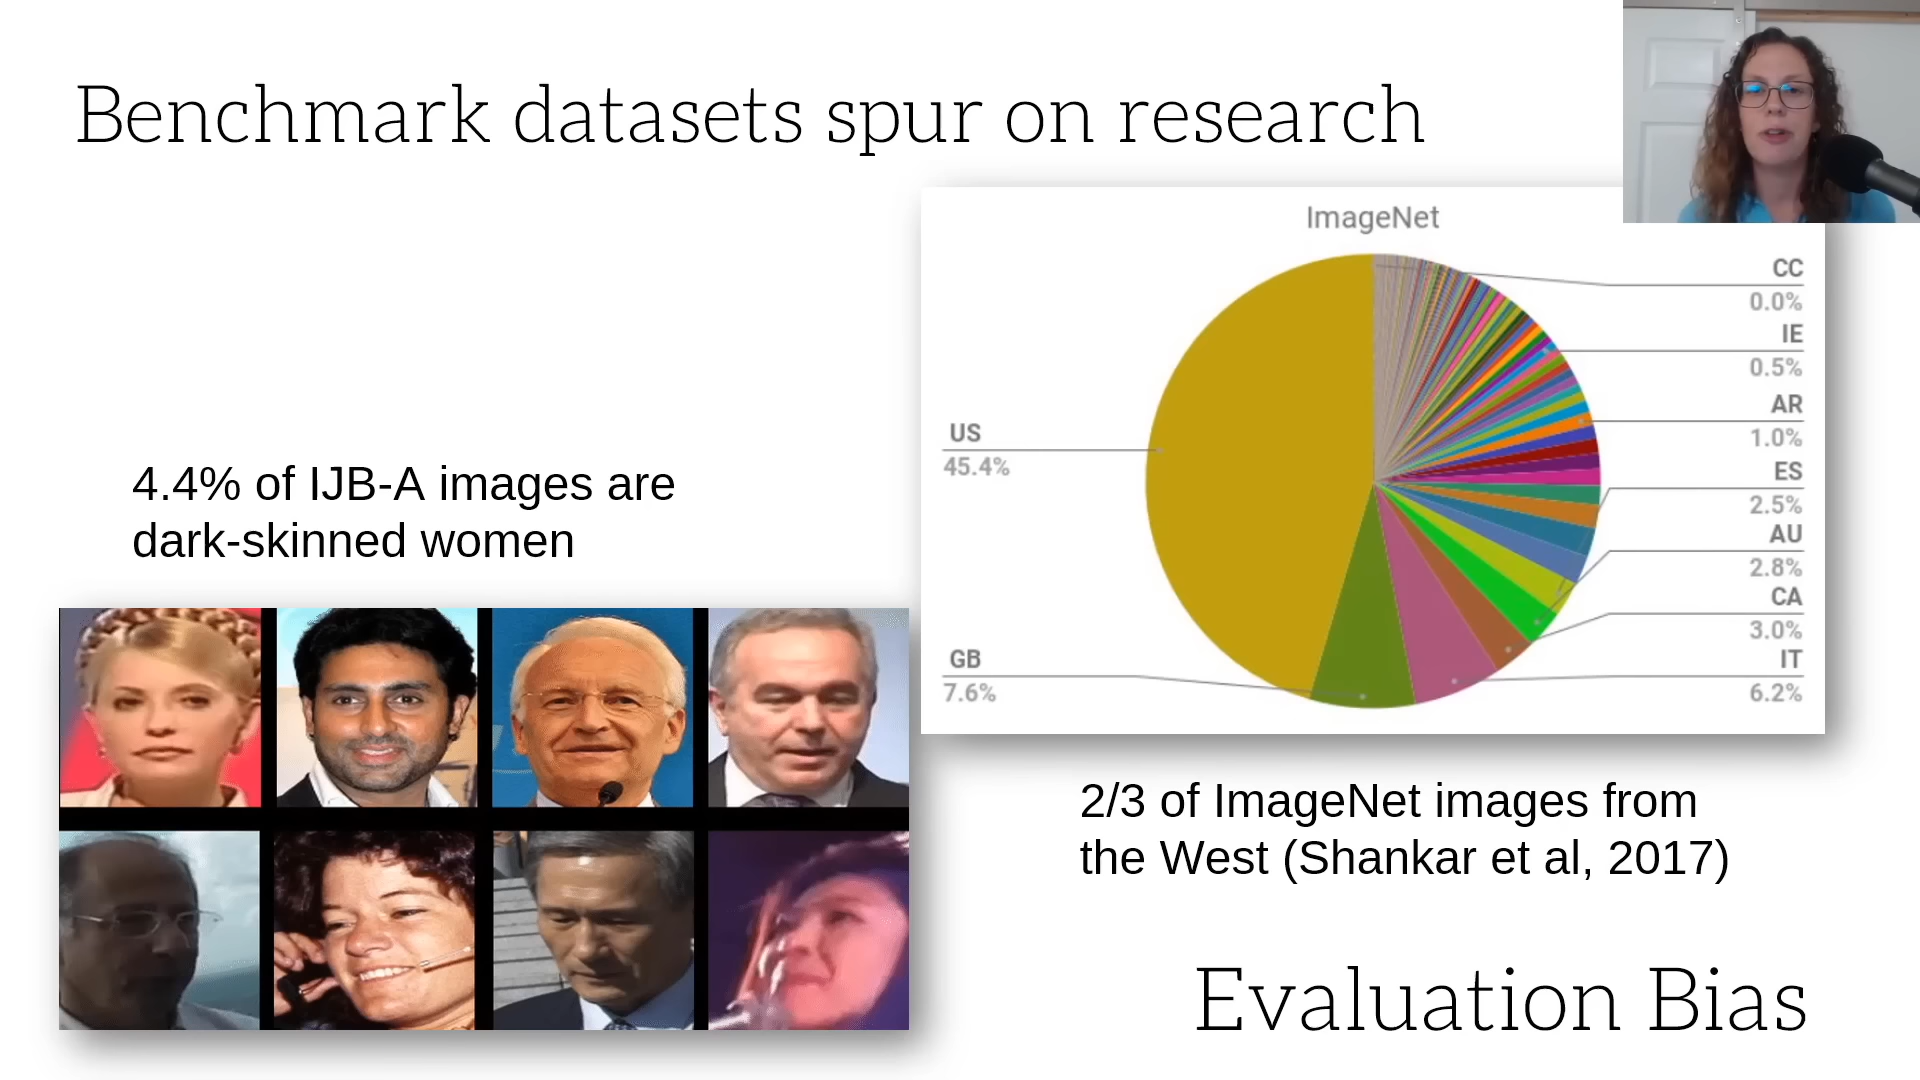 Benchmark datasets spur on research
ImageNet
CC
0.0%
IE
0.5%
AR
1.0%
US
45.4%
ES
2.5%
AU
2.8%
CA
3.0%
GB
7.6%
IT
6.2%
4.4% of IJB-A images are
dark-skinned women
2/3 of ImageNet images from
the West (Shankar et al, 2017)
Evaluation Bias